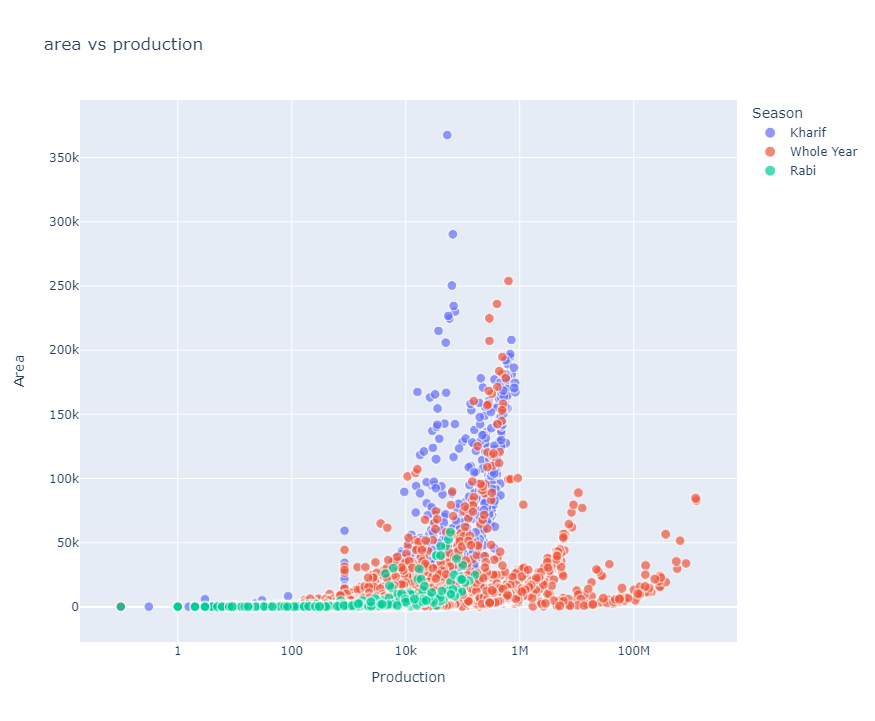 area vs production
Season
Kharif
Whole Year
Rabi
350k
300k
250k
200k
150k
100k
50k
0
Area
1
100
10k
1M
100M
Production